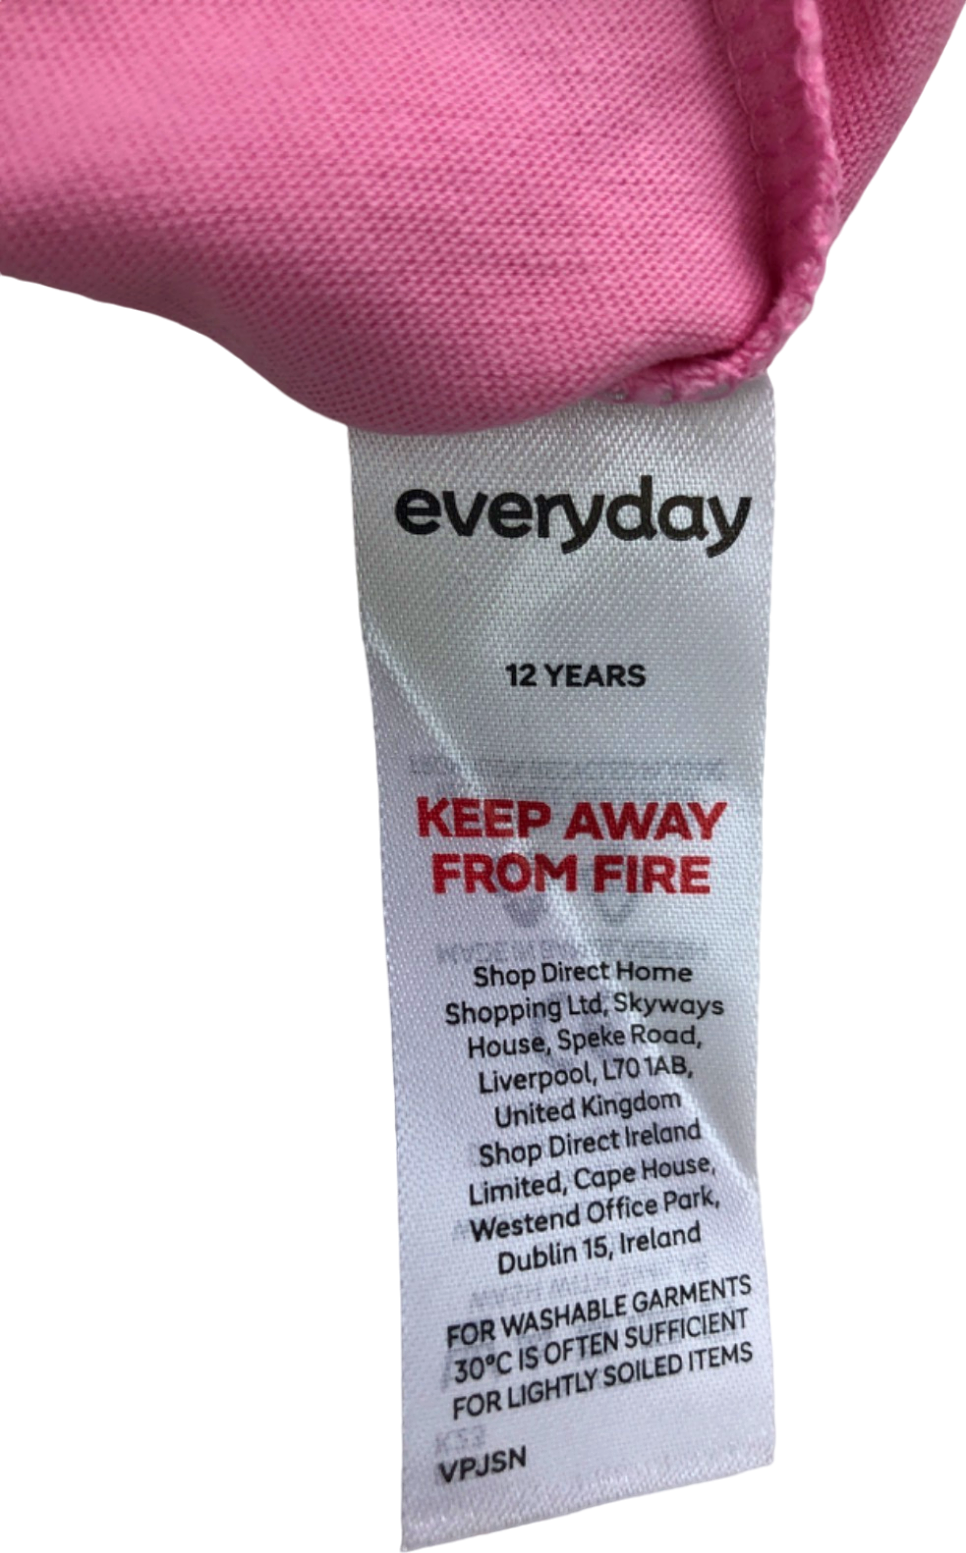 everyday
12 YEARS
KEEP AWAY
FROM FIRE
Shop Direct Home
Shopping Ltd, Skyways
House, Speke Road,
Liverpool, L70 1AB,
United Kingdom
Shop Direct Ireland
Limited, Cape House,
Westend Office Park,
Dublin 15, Ireland
FOR WASHABLE GARMENTS
30°C IS OFTEN SUFFICIENT
FOR LIGHTLY SOILED ITEMS
VPJSN